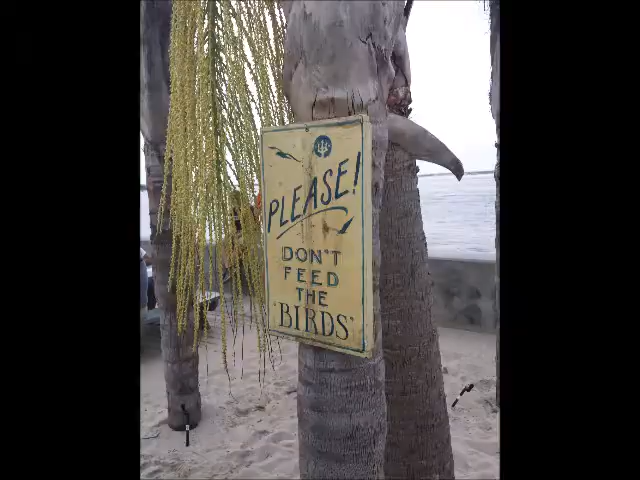 PLEASE!
DON'T
FEED
THE
"BIRDS"